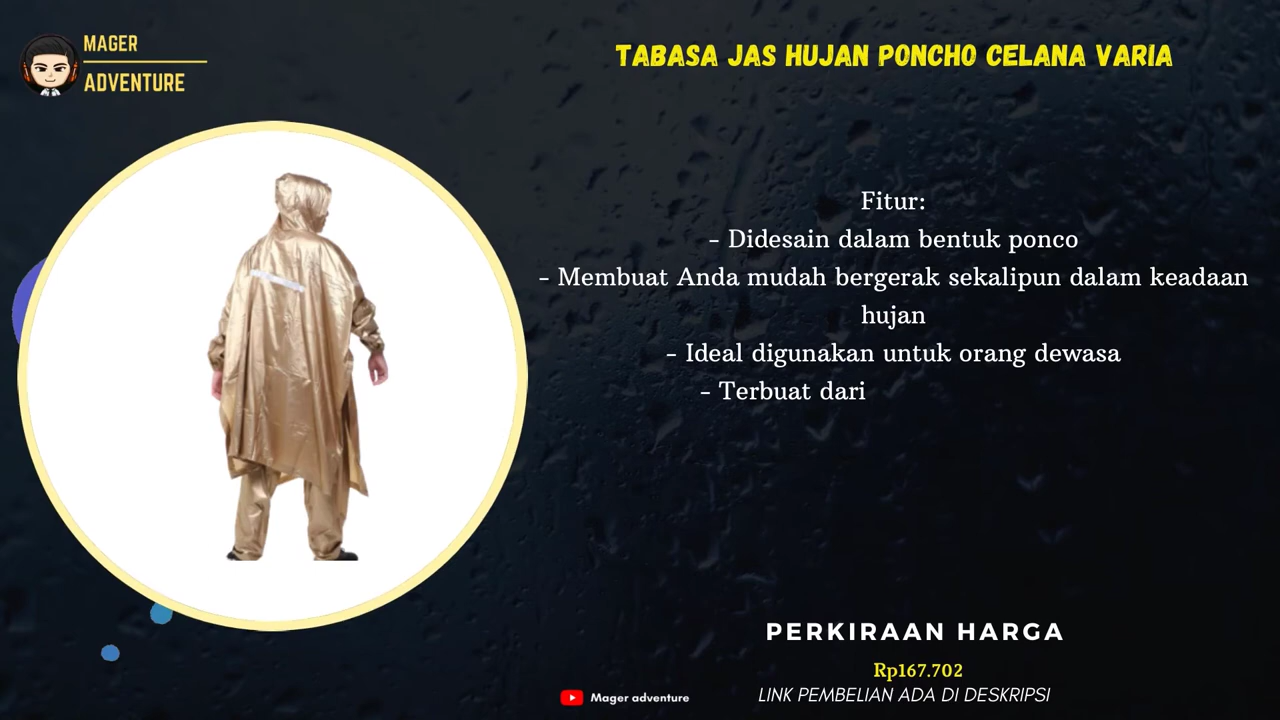 MAGER
ADVENTURE
TABASA JAS HUJAN PONCHO CELANA VARIA
Fitur:
- Didesain dalam bentuk ponco
- Membuat Anda mudah bergerak sekalipun dalam keadaan
hujan
- Ideal digunakan untuk orang dewasa
- Terbuat dari
PERKIRAAN HARGA
Rp167.702
LINK PEMBELIAN ADA DI DESKRIPSI
Mager adventure